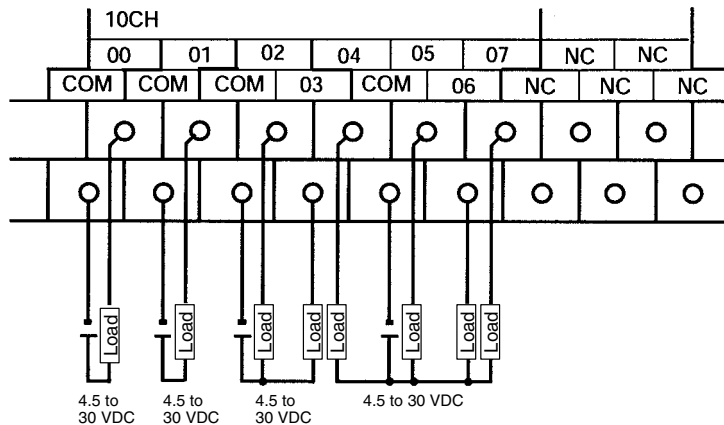 10CH
00 01 02 04 05 07 NC NC
COM COM COM 03 COM 06 NC NC NC
Load Load Load Load Load Load Load Load
4.5 to 4.5 to 4.5 to 4.5 to 30 VDC
30 VDC 30 VDC 30 VDC